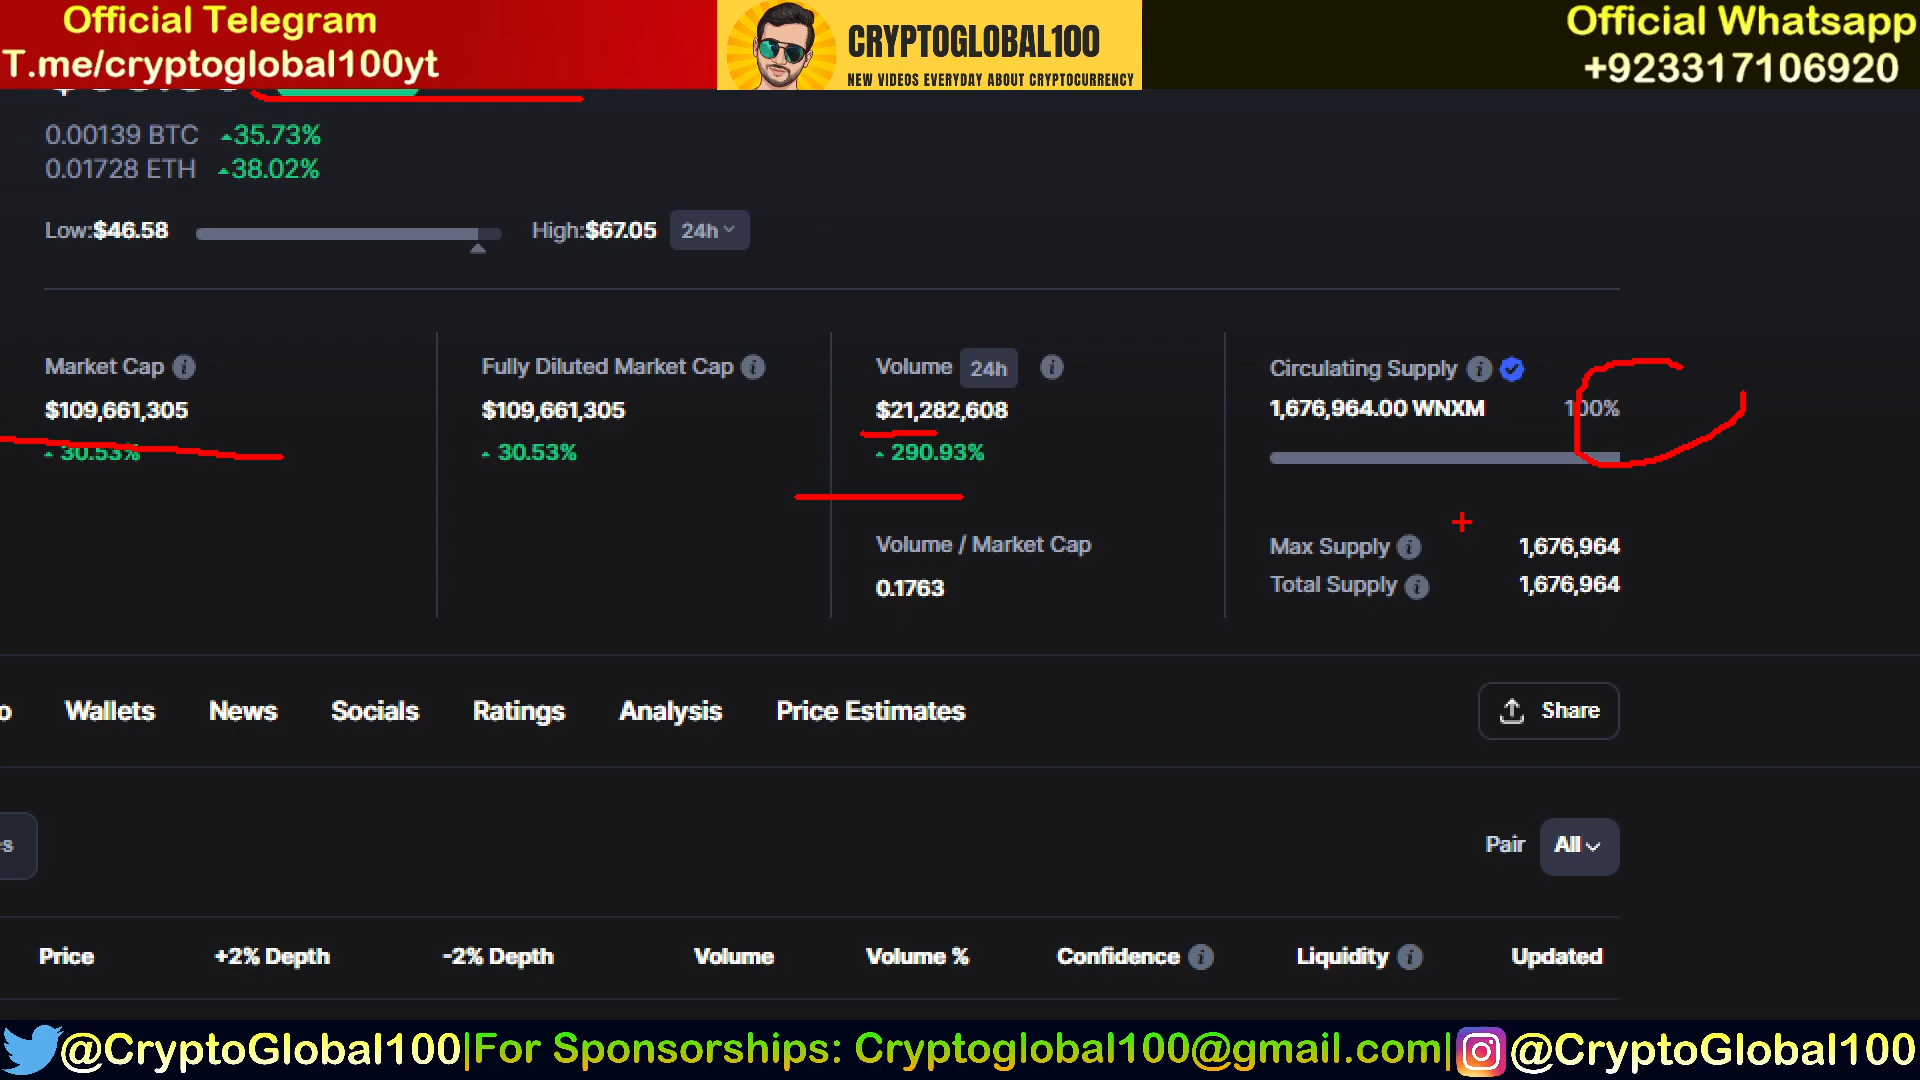 Official Telegram
T.me/cryptoglobal100yt
CRYPTOGLOBAL100
NEW VIDEOS EVERYDAY ABOUT CRYPTOCURRENCY
Official Whatsapp
+923317106920
0.00139 BTC 35.73%
0.01728 ETH 38.02%
Low:$46.58 High:$67.05 24h
Market Cap
$109,661,305
30.53%
Fully Diluted Market Cap
$109,661,305
30.53%
Volume 24h
$21,282,608
290.93%
Volume / Market Cap
0.1763
Circulating Supply
1,676,964.00 WNXM 100%
Max Supply 1,676,964
Total Supply 1,676,964
Wallets News Socials Ratings Analysis Price Estimates Share
Pair All
Price +2% Depth -2% Depth Volume Volume % Confidence Liquidity Updated
@CryptoGlobal100|For Sponsorships: Cryptoglobal100@gmail.com| @CryptoGlobal100